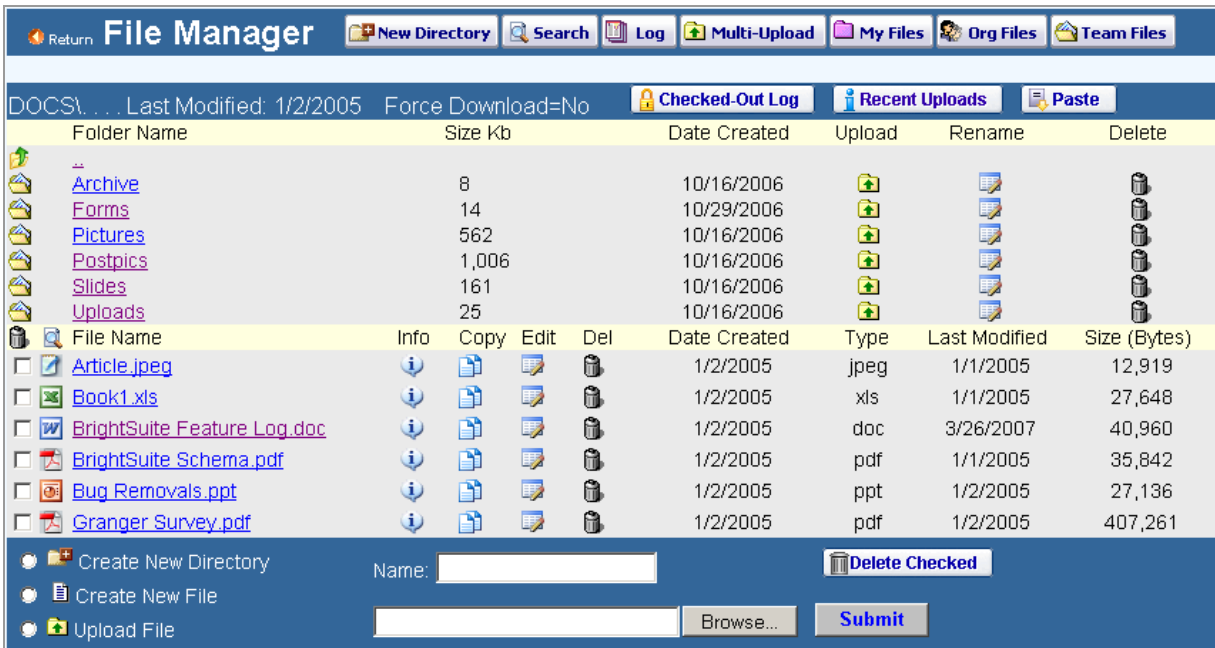 Return File Manager New Directory Search Log Multi-Upload My Files Org Files Team Files
DOCS\. . . . Last Modified: 1/2/2005 Force Download=No Checked-Out Log Recent Uploads Paste
Folder Name Size Kb Date Created Upload Rename Delete
..
Archive 8 10/16/2006
Forms 14 10/29/2006
Pictures 562 10/16/2006
Postpics 1,006 10/16/2006
Slides 161 10/16/2006
Uploads 25 10/16/2006
File Name Info Copy Edit Del Date Created Type Last Modified Size (Bytes)
Article.jpeg 1/2/2005 jpeg 1/1/2005 12,919
Book1.xls 1/2/2005 xls 1/1/2005 27,648
BrightSuite Feature Log.doc 1/2/2005 doc 3/26/2007 40,960
BrightSuite Schema.pdf 1/2/2005 pdf 1/1/2005 35,842
Bug Removals.ppt 1/2/2005 ppt 1/2/2005 27,136
Granger Survey.pdf 1/2/2005 pdf 1/2/2005 407,261
Create New Directory Name: Delete Checked
Create New File
Upload File Browse... Submit